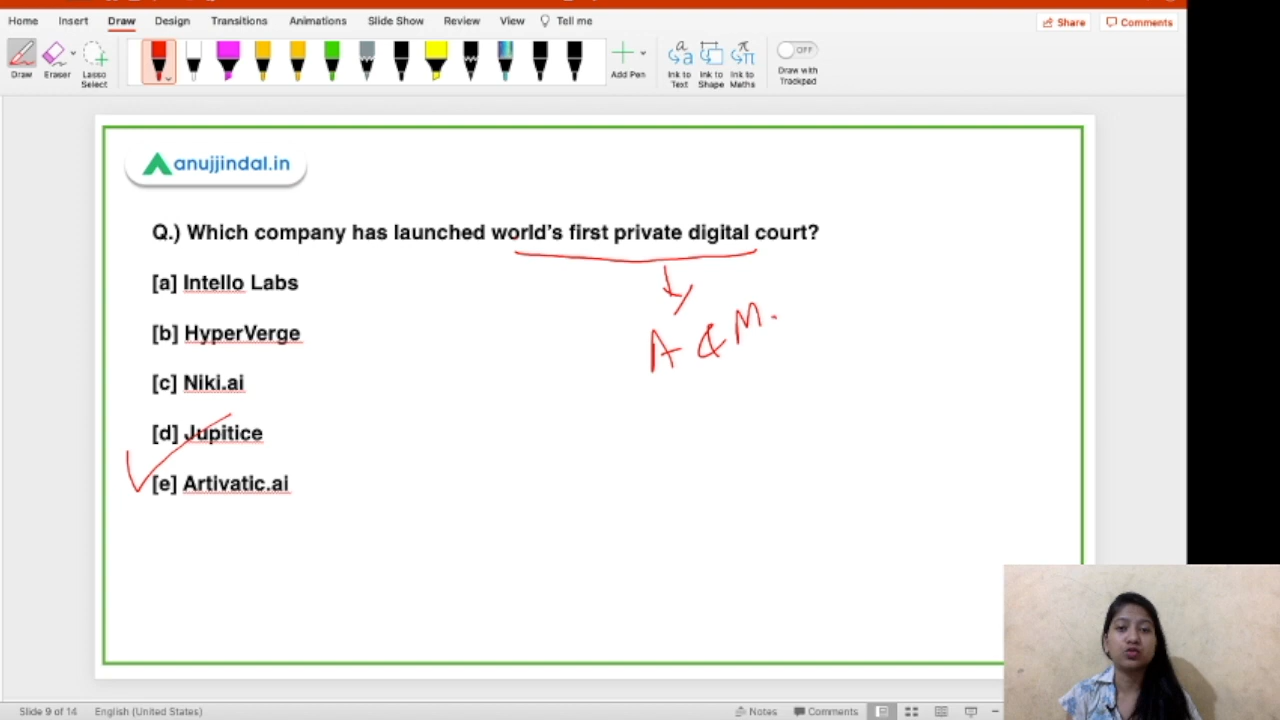 Home Insert Draw Design Transitions Animations Slide Show Review View Tell me Share Comments
Draw Eraser Lasso Select Add Pen Ink to Text Ink to Shape Ink to Maths OFF Draw with Trackpad
anujjindal.in
Q.) Which company has launched world's first private digital court?
[a] Intello Labs
[b] HyperVerge
A & M.
[c] Niki.ai
[d] Jupitice
[e] Artivatic.ai
Slide 9 of 14 English (United States) Notes Comments